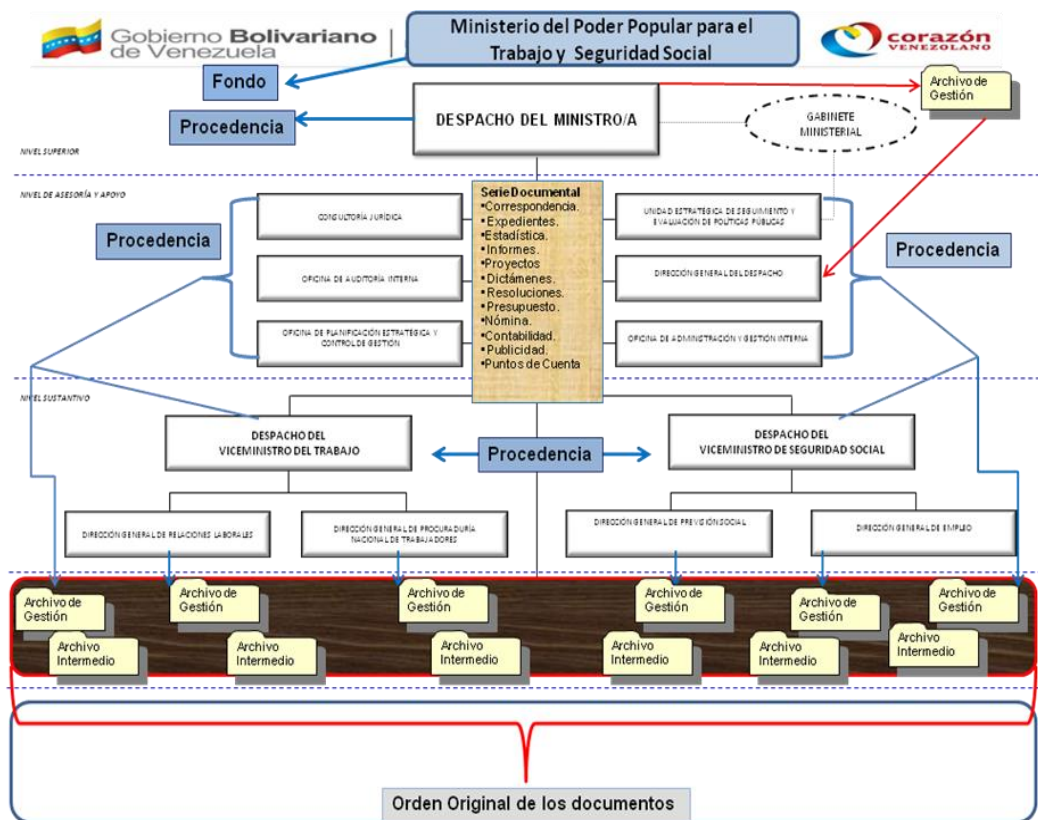 Gobierno Bolivariano
de Venezuela
Ministerio del Poder Popular para el
Trabajo y Seguridad Social
corazón
VENEZOLANO
Fondo
Archivo de
Gestión
Procedencia
DESPACHO DEL MINISTRO/A
GABINETE
MINISTERIAL
NIVEL SUPERIOR
NIVEL DE ASESORÍA Y APOYO
Serie Documental
•Correspondencia.
•Expedientes.
•Estadística.
•Informes.
•Proyectos
•Dictámenes.
•Resoluciones.
•Presupuesto.
•Nómina.
•Contabilidad.
•Publicidad.
•Puntos de Cuenta
CONSULTORÍA JURÍDICA
UNIDAD ESTRATÉGICA DE SEGUIMIENTO Y
EVALUACIÓN DE POLÍTICAS PÚBLICAS
Procedencia
Procedencia
OFICINA DE AUDITORÍA INTERNA
DIRECCIÓN GENERAL DEL DESPACHO
OFICINA DE PLANIFICACIÓN ESTRATÉGICA Y
CONTROL DE GESTIÓN
OFICINA DE ADMINISTRACIÓN Y GESTIÓN INTERNA
NIVEL SUSTANTIVO
DESPACHO DEL
VICEMINISTRO DEL TRABAJO
Procedencia
DESPACHO DEL
VICEMINISTRO DE SEGURIDAD SOCIAL
DIRECCIÓN GENERAL DE RELACIONES LABORALES
DIRECCIÓN GENERAL DE PROCURADURÍA
NACIONAL DE TRABAJADORES
DIRECCIÓN GENERAL DE PREVISIÓN SOCIAL
DIRECCIÓN GENERAL DE EMPLEO
Archivo de
Gestión
Archivo de
Gestión
Archivo de
Gestión
Archivo de
Gestión
Archivo de
Gestión
Archivo de
Gestión
Archivo
Intermedio
Archivo
Intermedio
Archivo
Intermedio
Archivo
Intermedio
Archivo
Intermedio
Archivo
Intermedio
Orden Original de los documentos